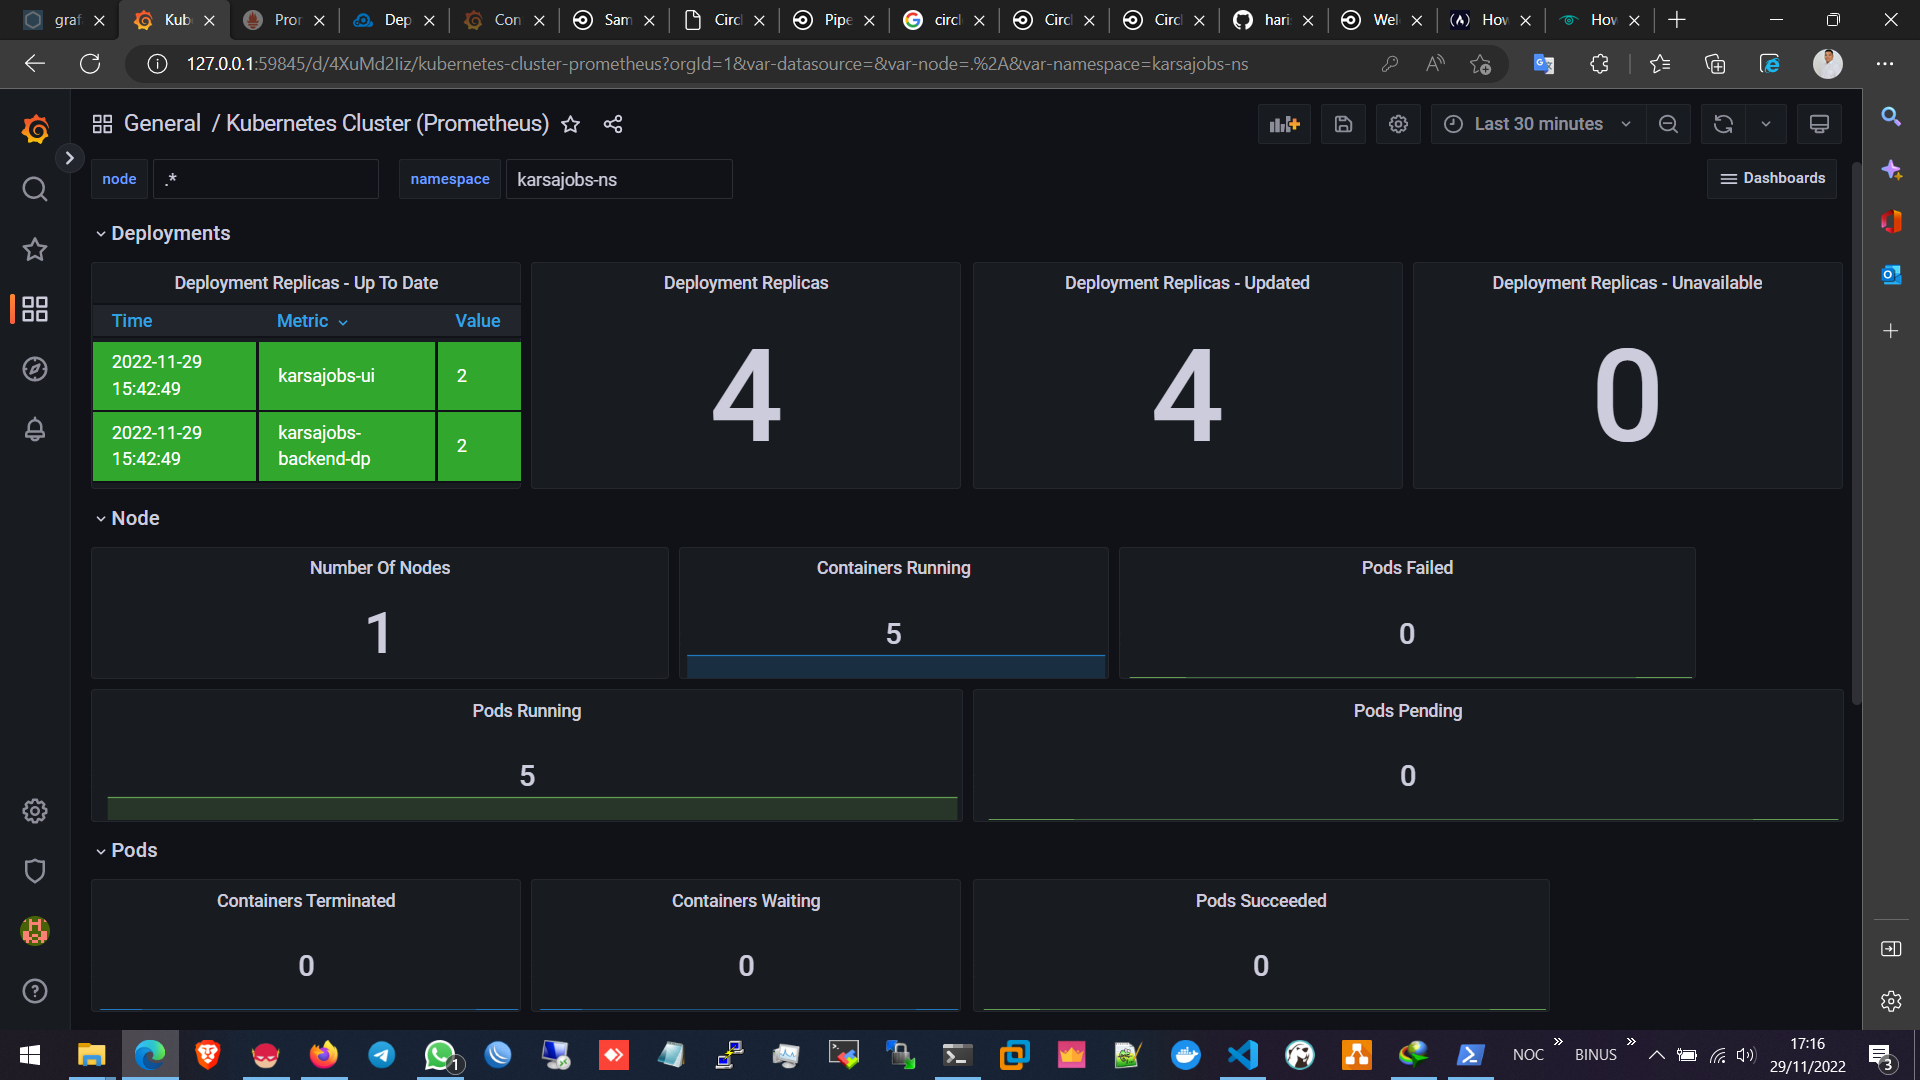 graf
Kub
Pror
Dep
Con
Sam
Circl
Pipe
circl
Circl
Circl
hari
Wel
How
How
127.0.0.1:59845/d/4XuMd2Iiz/kubernetes-cluster-prometheus?orgId=1&var-datasource=&var-node=.%2A&var-namespace=karsajobs-ns
General / Kubernetes Cluster (Prometheus)
Last 30 minutes
node
.*
namespace
karsajobs-ns
Dashboards
Deployments
Deployment Replicas - Up To Date
Time Metric Value
2022-11-29
15:42:49
karsajobs-ui
2
2022-11-29
15:42:49
karsajobs-
backend-dp
2
Deployment Replicas
4
Deployment Replicas - Updated
4
Deployment Replicas - Unavailable
0
Node
Number Of Nodes
1
Containers Running
5
Pods Failed
0
Pods Running
5
Pods Pending
0
Pods
Containers Terminated
0
Containers Waiting
0
Pods Succeeded
0
1
NOC
BINUS
17:16
29/11/2022
3